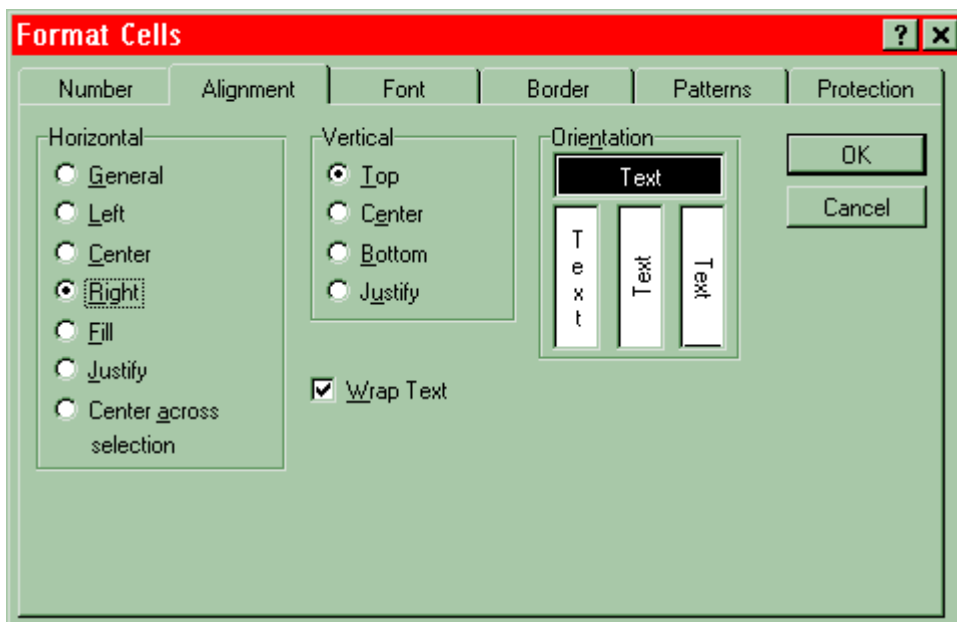 Format Cells
Number Alignment Font Border Patterns Protection
Horizontal
General
Left
Center
Right
Fill
Justify
Center across
selection
Vertical
Top
Center
Bottom
Justify
Wrap Text
Orientation
Text
Text
Text
Text
OK
Cancel